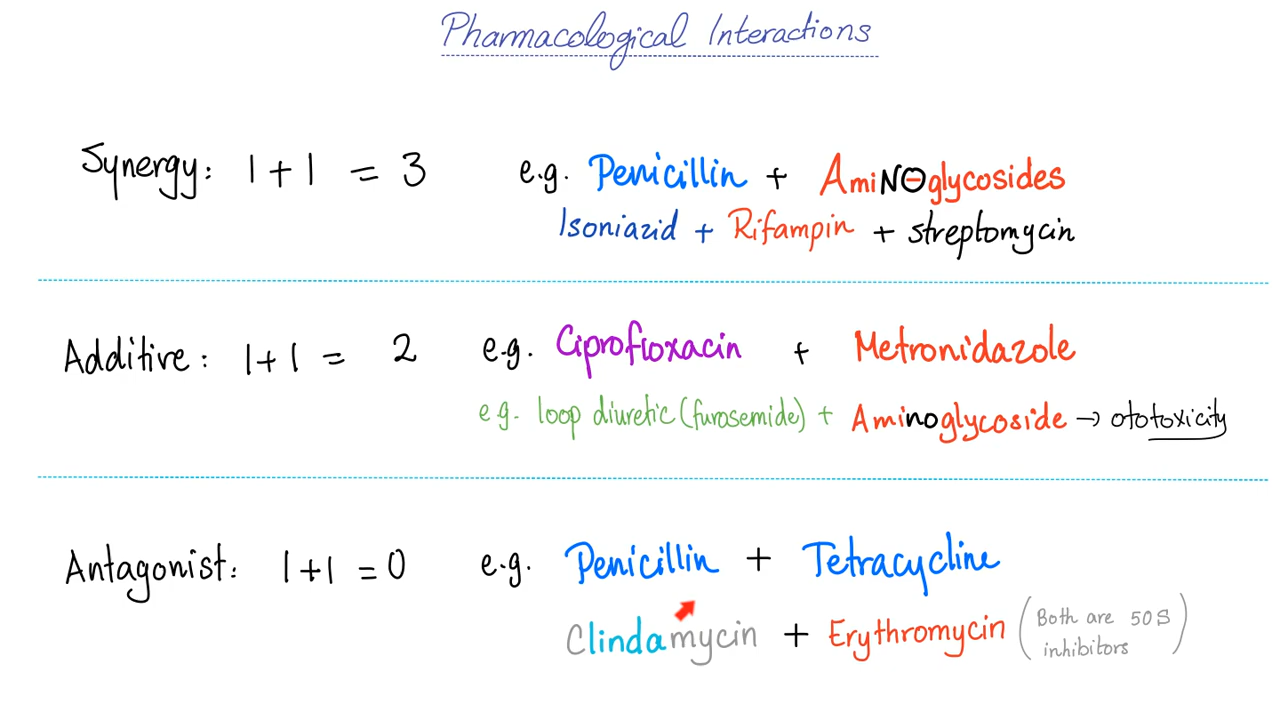 Pharmacological Interactions
Synergy: 1 + 1 = 3 e.g. Penicillin + AmiNOglycosides
Isoniazid + Rifampin + streptomycin
Additive: 1 + 1 = 2 e.g. Ciprofloxacin + Metronidazole
e.g. loop diuretic (furosemide) + Aminoglycoside → ototoxicity
Antagonist: 1 + 1 = 0 e.g. Penicillin + Tetracycline
Clindamycin + Erythromycin (Both are 50S inhibitors)